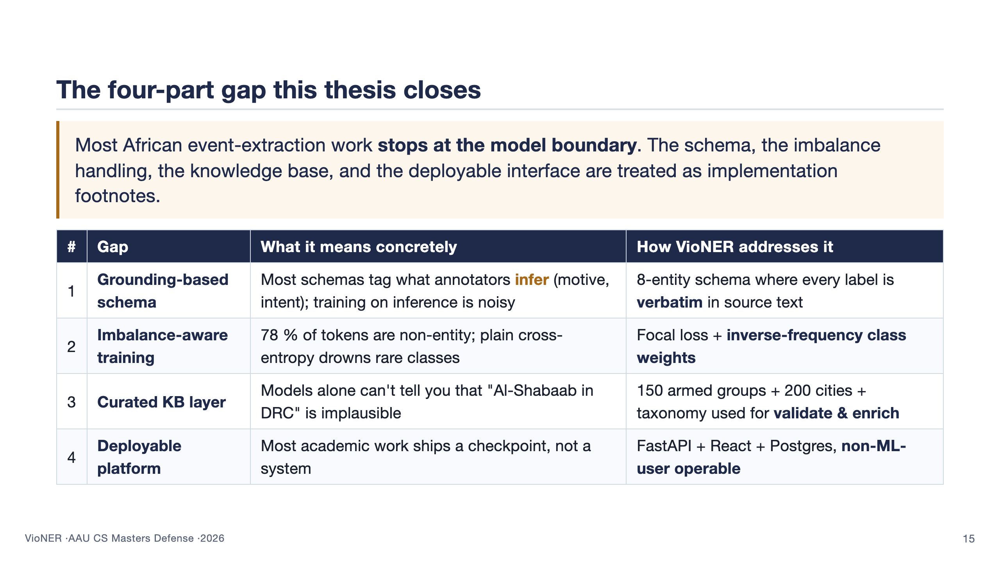 The four-part gap this thesis closes
Most African event-extraction work stops at the model boundary. The schema, the imbalance
handling, the knowledge base, and the deployable interface are treated as implementation
footnotes.
# Gap What it means concretely How VioNER addresses it
1 Grounding-based schema Most schemas tag what annotators infer (motive, intent); training on inference is noisy 8-entity schema where every label is verbatim in source text
2 Imbalance-aware training 78 % of tokens are non-entity; plain cross-entropy drowns rare classes Focal loss + inverse-frequency class weights
3 Curated KB layer Models alone can't tell you that "Al-Shabaab in DRC" is implausible 150 armed groups + 200 cities + taxonomy used for validate & enrich
4 Deployable platform Most academic work ships a checkpoint, not a system FastAPI + React + Postgres, non-ML-user operable
VioNER ·AAU CS Masters Defense ·2026
15